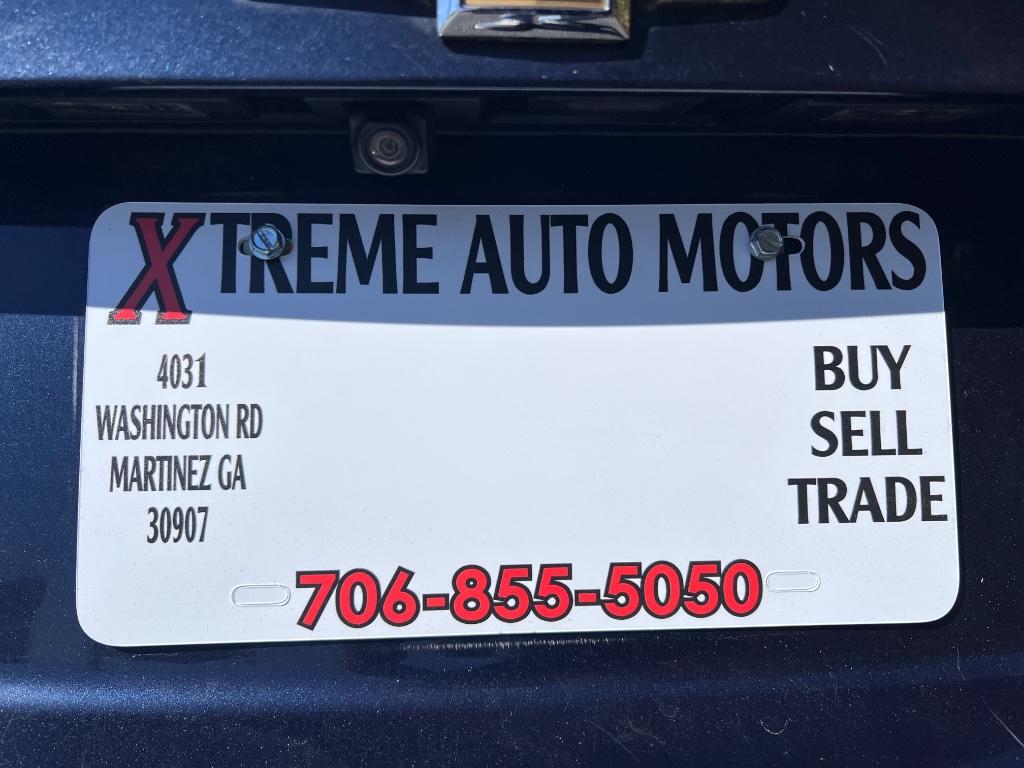 XTREME AUTO MOTORS
4031
WASHINGTON RD
MARTINEZ GA
30907
BUY
SELL
TRADE
706-855-5050